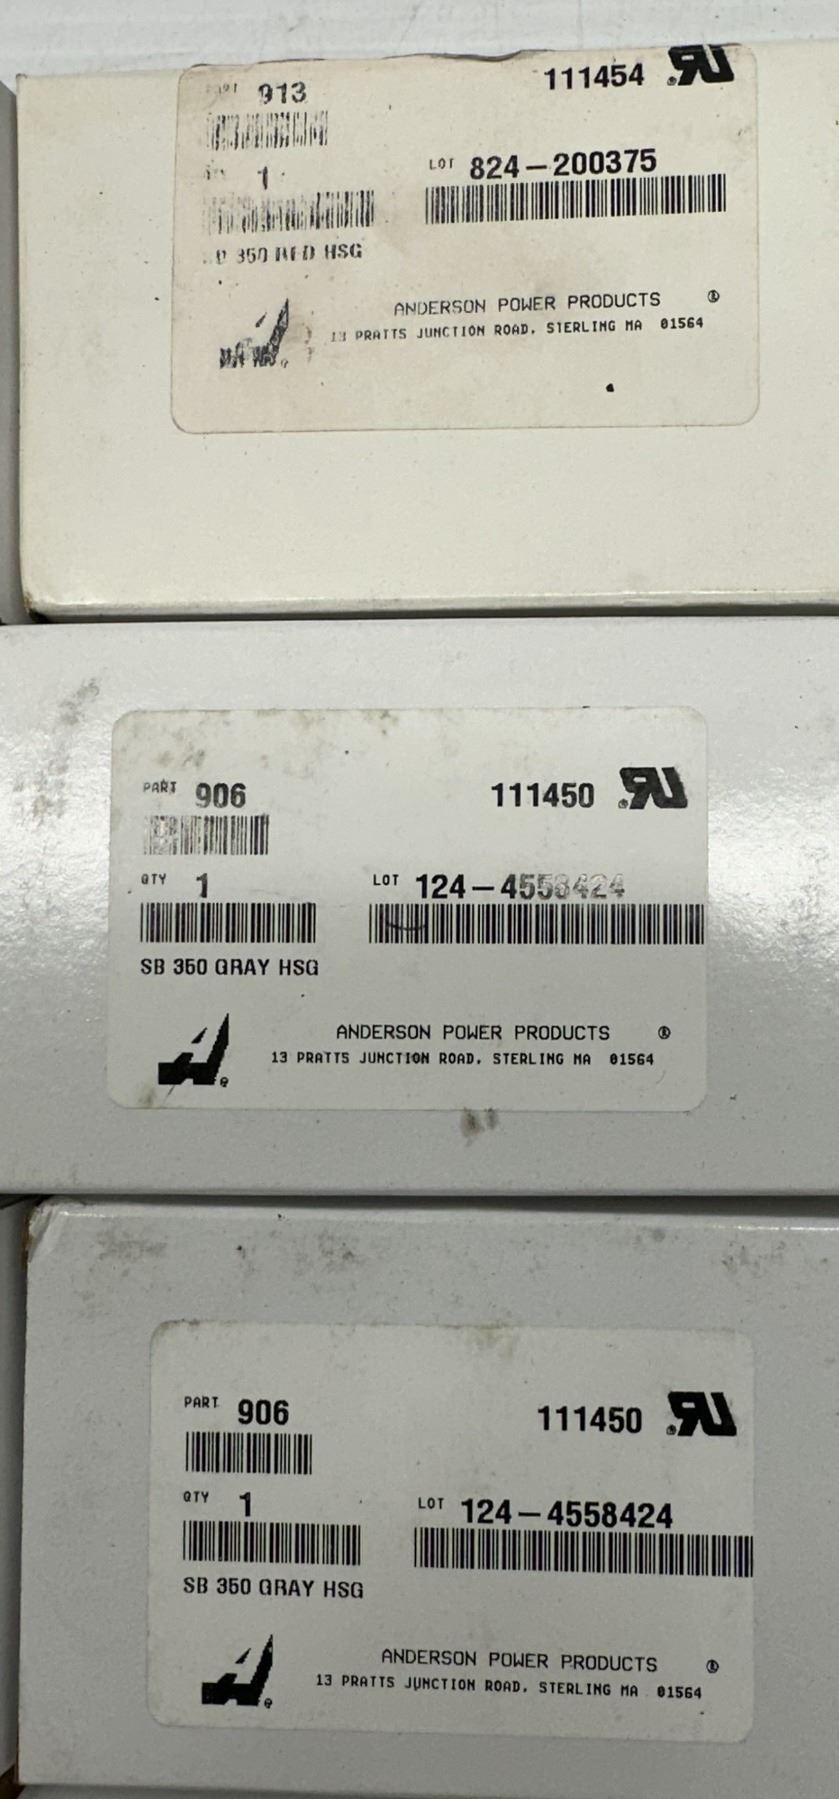 PART 913 111454
1 LOT 824-200375
SB 350 RED HSG
ANDERSON POWER PRODUCTS ®
13 PRATTS JUNCTION ROAD, STERLING MA 01564
PART 906 111450
QTY 1 LOT 124-4558424
SB 350 GRAY HSG
ANDERSON POWER PRODUCTS ®
13 PRATTS JUNCTION ROAD, STERLING MA 01564
PART 906 111450
QTY 1 LOT 124-4558424
SB 350 GRAY HSG
ANDERSON POWER PRODUCTS ®
13 PRATTS JUNCTION ROAD, STERLING MA 01564